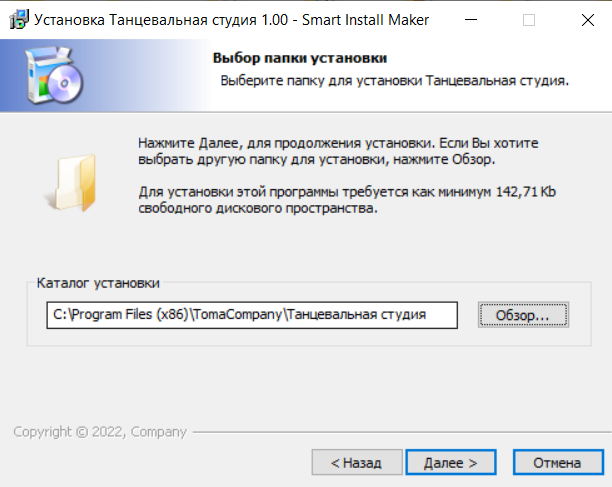 Установка Танцевальная студия 1.00 - Smart Install Maker
Выбор папки установки
Выберите папку для установки Танцевальная студия.
Нажмите Далее, для продолжения установки. Если Вы хотите
выбрать другую папку для установки, нажмите Обзор.
Для установки этой программы требуется как минимум 142,71 Kb
свободного дискового пространства.
Каталог установки
C:\Program Files (x86)\TomaCompany\Танцевальная студия
Обзор...
Copyright © 2022, Company
< Назад
Далее >
Отмена